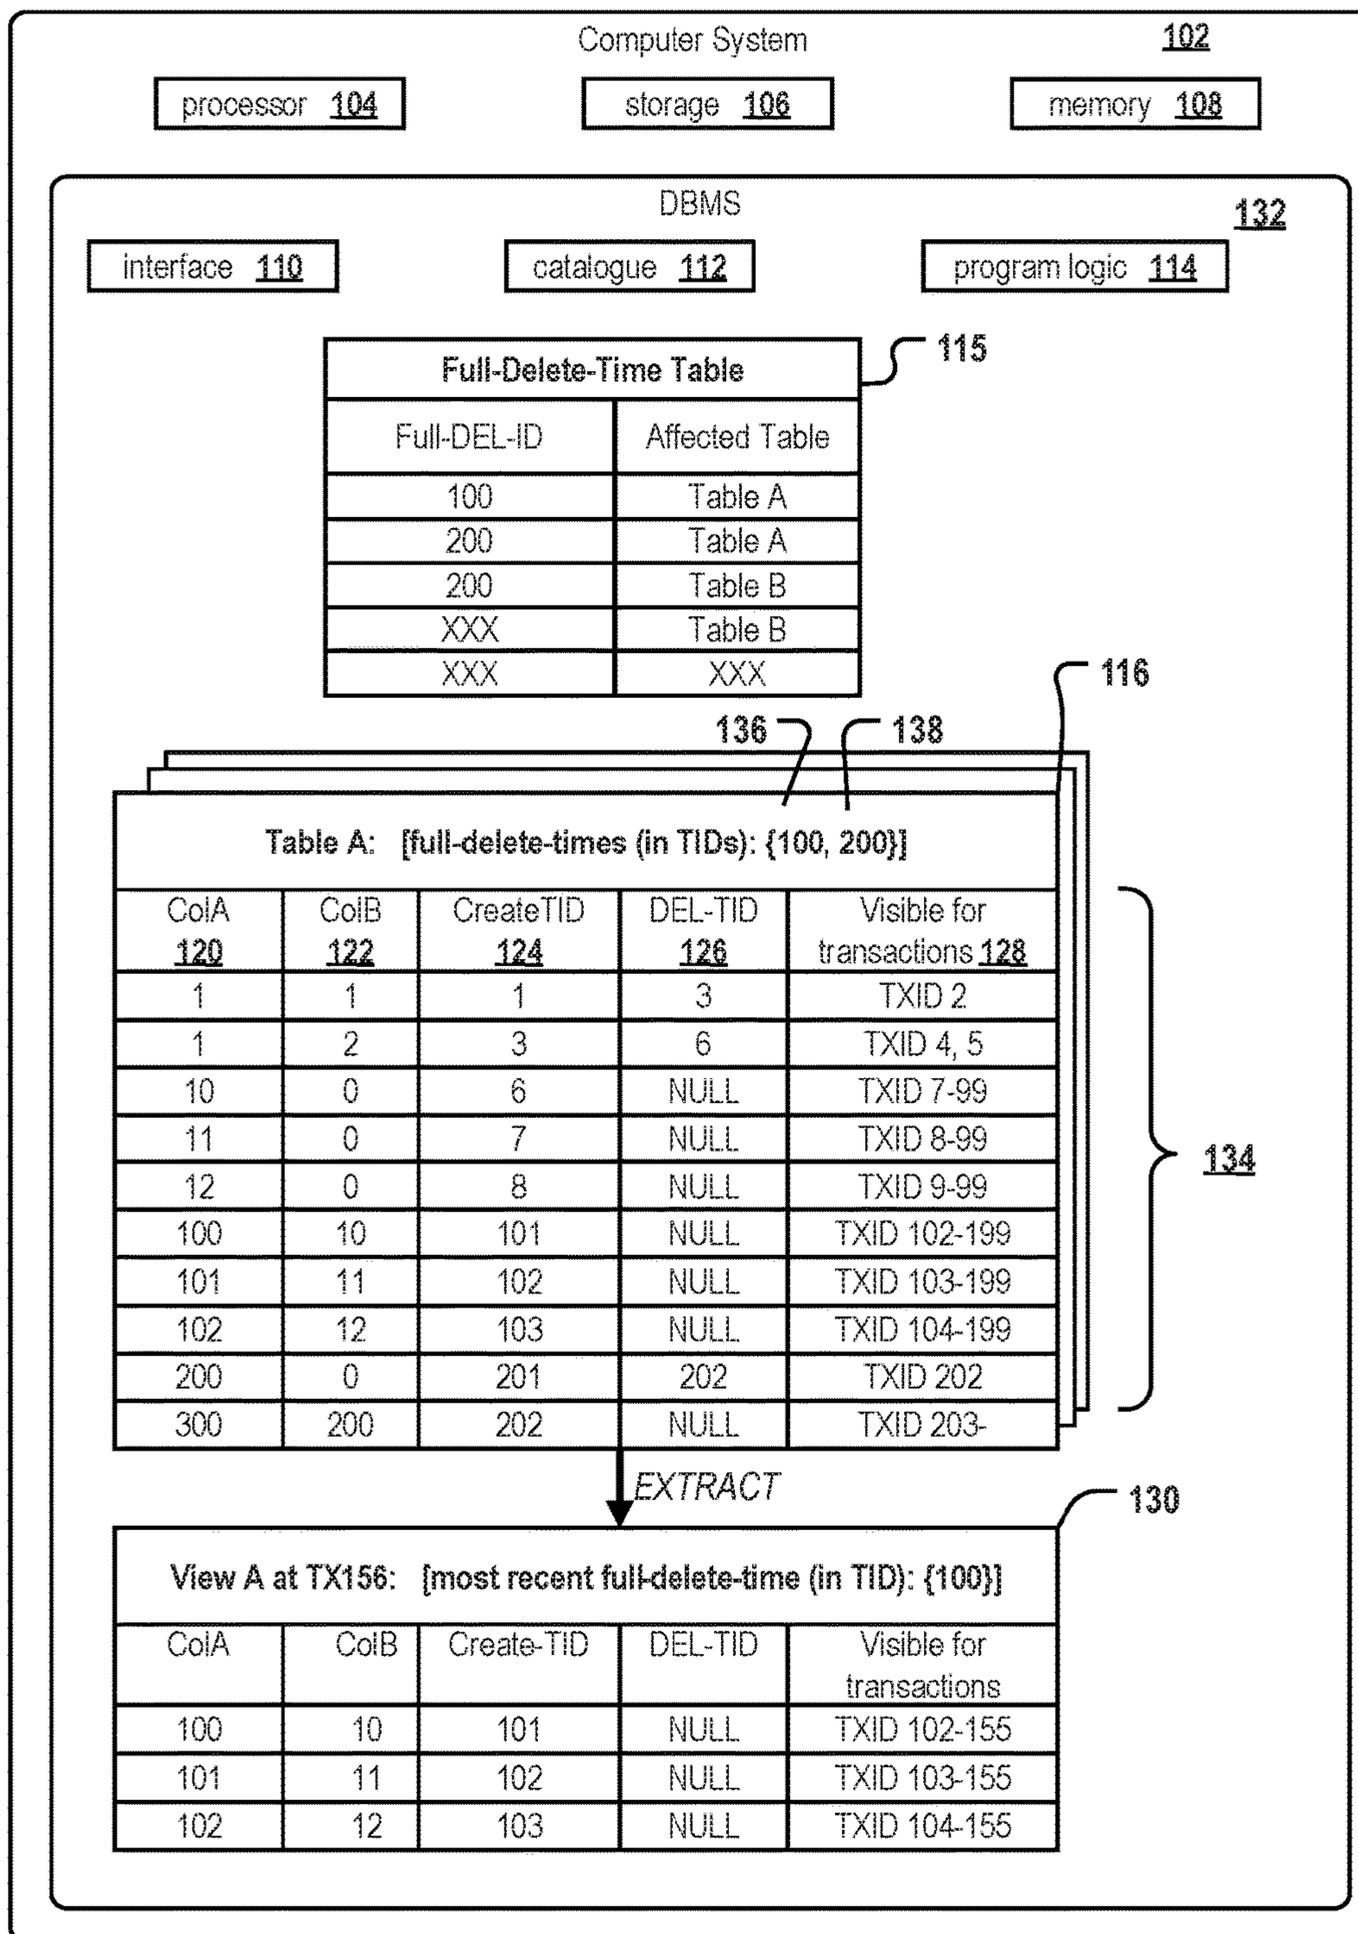 Computer System 102
processor 104 storage 106 memory 108
DBMS 132
interface 110 catalogue 112 program logic 114
Full-Delete-Time Table 115
Full-DEL-ID Affected Table
100 Table A
200 Table A
200 Table B
XXX Table B
XXX XXX
116
136 138
Table A: [full-delete-times (in TIDs): {100, 200}]
ColA ColB CreateTID DEL-TID Visible for
120 122 124 126 transactions 128
1 1 1 3 TXID 2
1 2 3 6 TXID 4, 5
10 0 6 NULL TXID 7-99
11 0 7 NULL TXID 8-99
12 0 8 NULL TXID 9-99
134
100 10 101 NULL TXID 102-199
101 11 102 NULL TXID 103-199
102 12 103 NULL TXID 104-199
200 0 201 202 TXID 202
300 200 202 NULL TXID 203-
EXTRACT
130
View A at TX156: [most recent full-delete-time (in TID): {100}]
ColA ColB Create-TID DEL-TID Visible for
transactions
100 10 101 NULL TXID 102-155
101 11 102 NULL TXID 103-155
102 12 103 NULL TXID 104-155